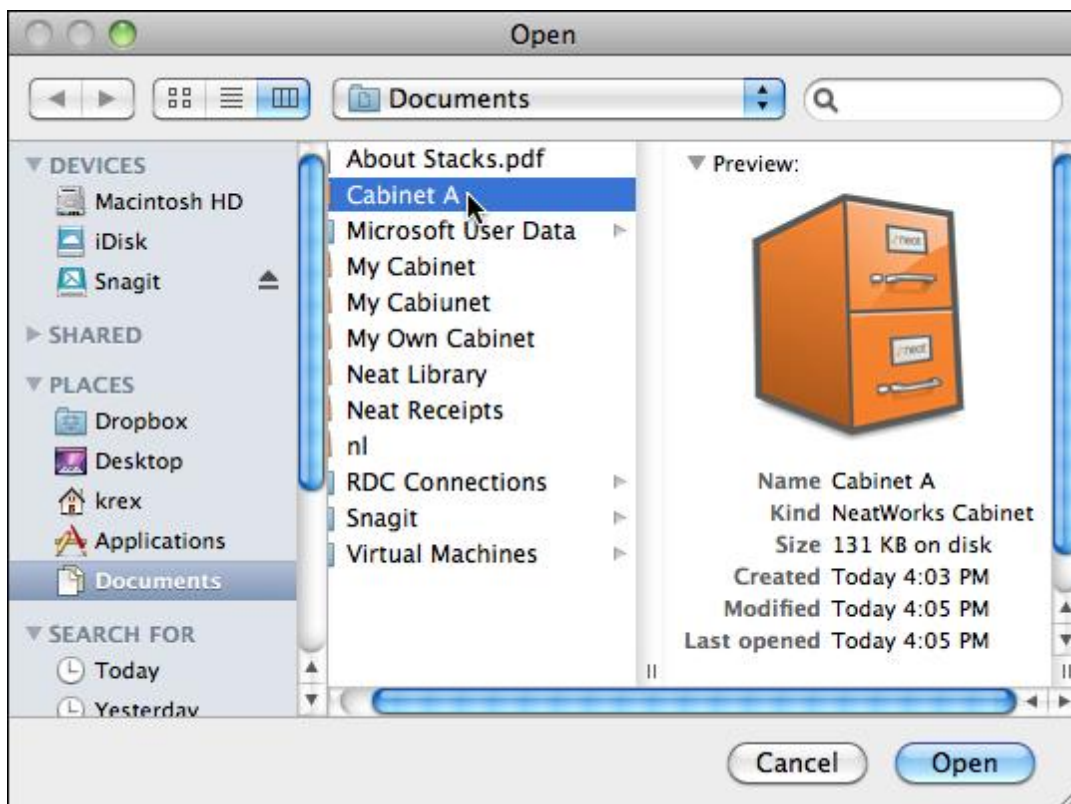 Open
Documents
DEVICES
Macintosh HD
iDisk
Snagit
SHARED
PLACES
Dropbox
Desktop
krex
Applications
Documents
SEARCH FOR
Today
Yesterday
About Stacks.pdf
Cabinet A
Microsoft User Data
My Cabinet
My Cabiunet
My Own Cabinet
Neat Library
Neat Receipts
nl
RDC Connections
Snagit
Virtual Machines
Preview:
neat
neat
Name Cabinet A
Kind NeatWorks Cabinet
Size 131 KB on disk
Created Today 4:03 PM
Modified Today 4:05 PM
Last opened Today 4:05 PM
Cancel
Open